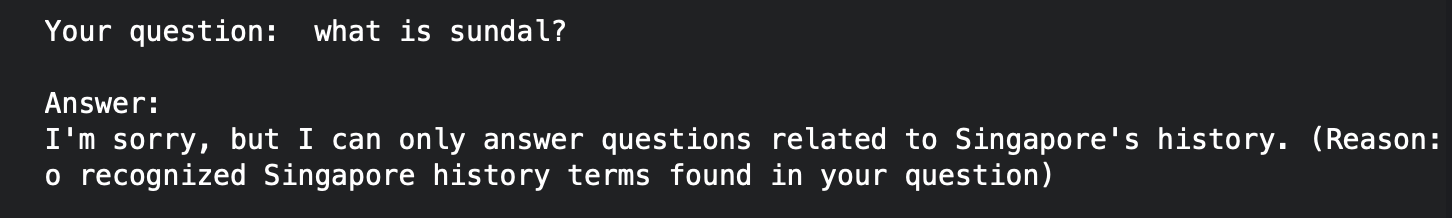 Your question:  what is sundal?
Answer:
I'm sorry, but I can only answer questions related to Singapore's history. (Reason:
o recognized Singapore history terms found in your question)